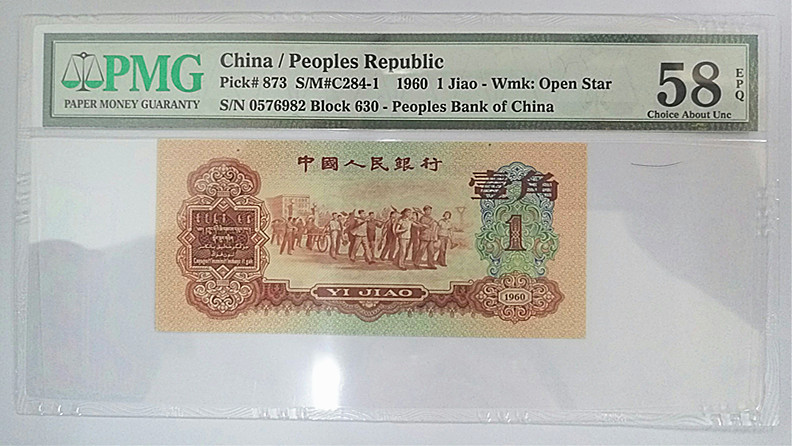 PMG
PAPER MONEY GUARANTY
China / Peoples Republic
Pick# 873 S/M#C284-1 1960 1 Jiao - Wmk: Open Star
S/N 0576982 Block 630 - Peoples Bank of China
58
EPQ
Choice About Unc
中國人民銀行
壹角
1
YI JIAO
1960